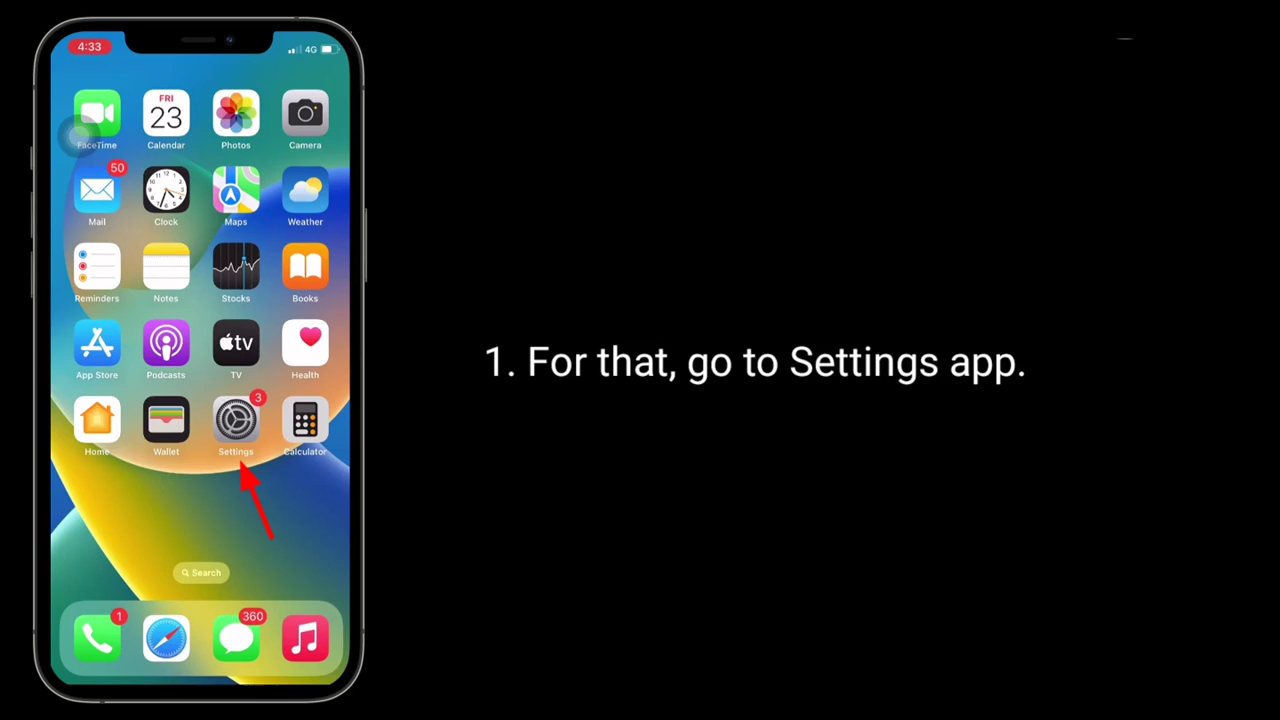 4:33
4G
FRI
23
FaceTime
Calendar
Photos
Camera
50
12
Mail
Clock
Maps
Weather
Reminders
Notes
Stocks
Books
tv
App Store
Podcasts
TV
Health
3
Home
Wallet
Settings
Calculator
1. For that, go to Settings app.
Search
1
360